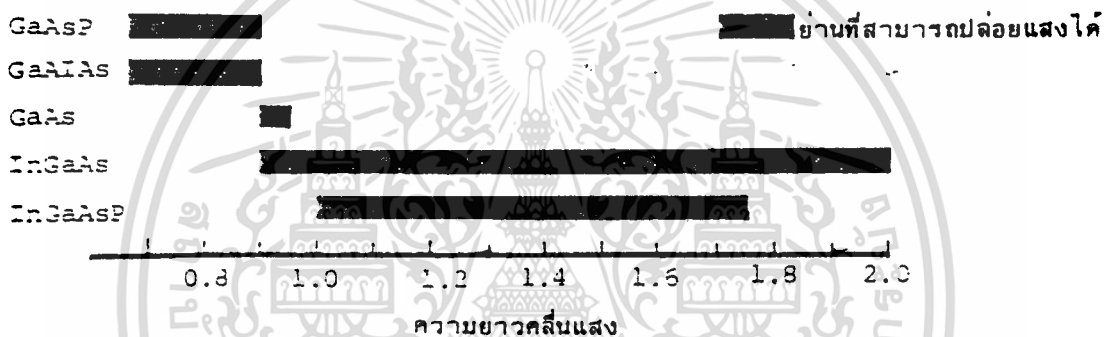 GaAsP
ย่านที่สามารถปล่อยแสงได้
GaAlAs
GaAs
InGaAs
InGaAsP
0.8 1.0 1.2 1.4 1.6 1.8 2.0
ความยาวคลื่นแสง